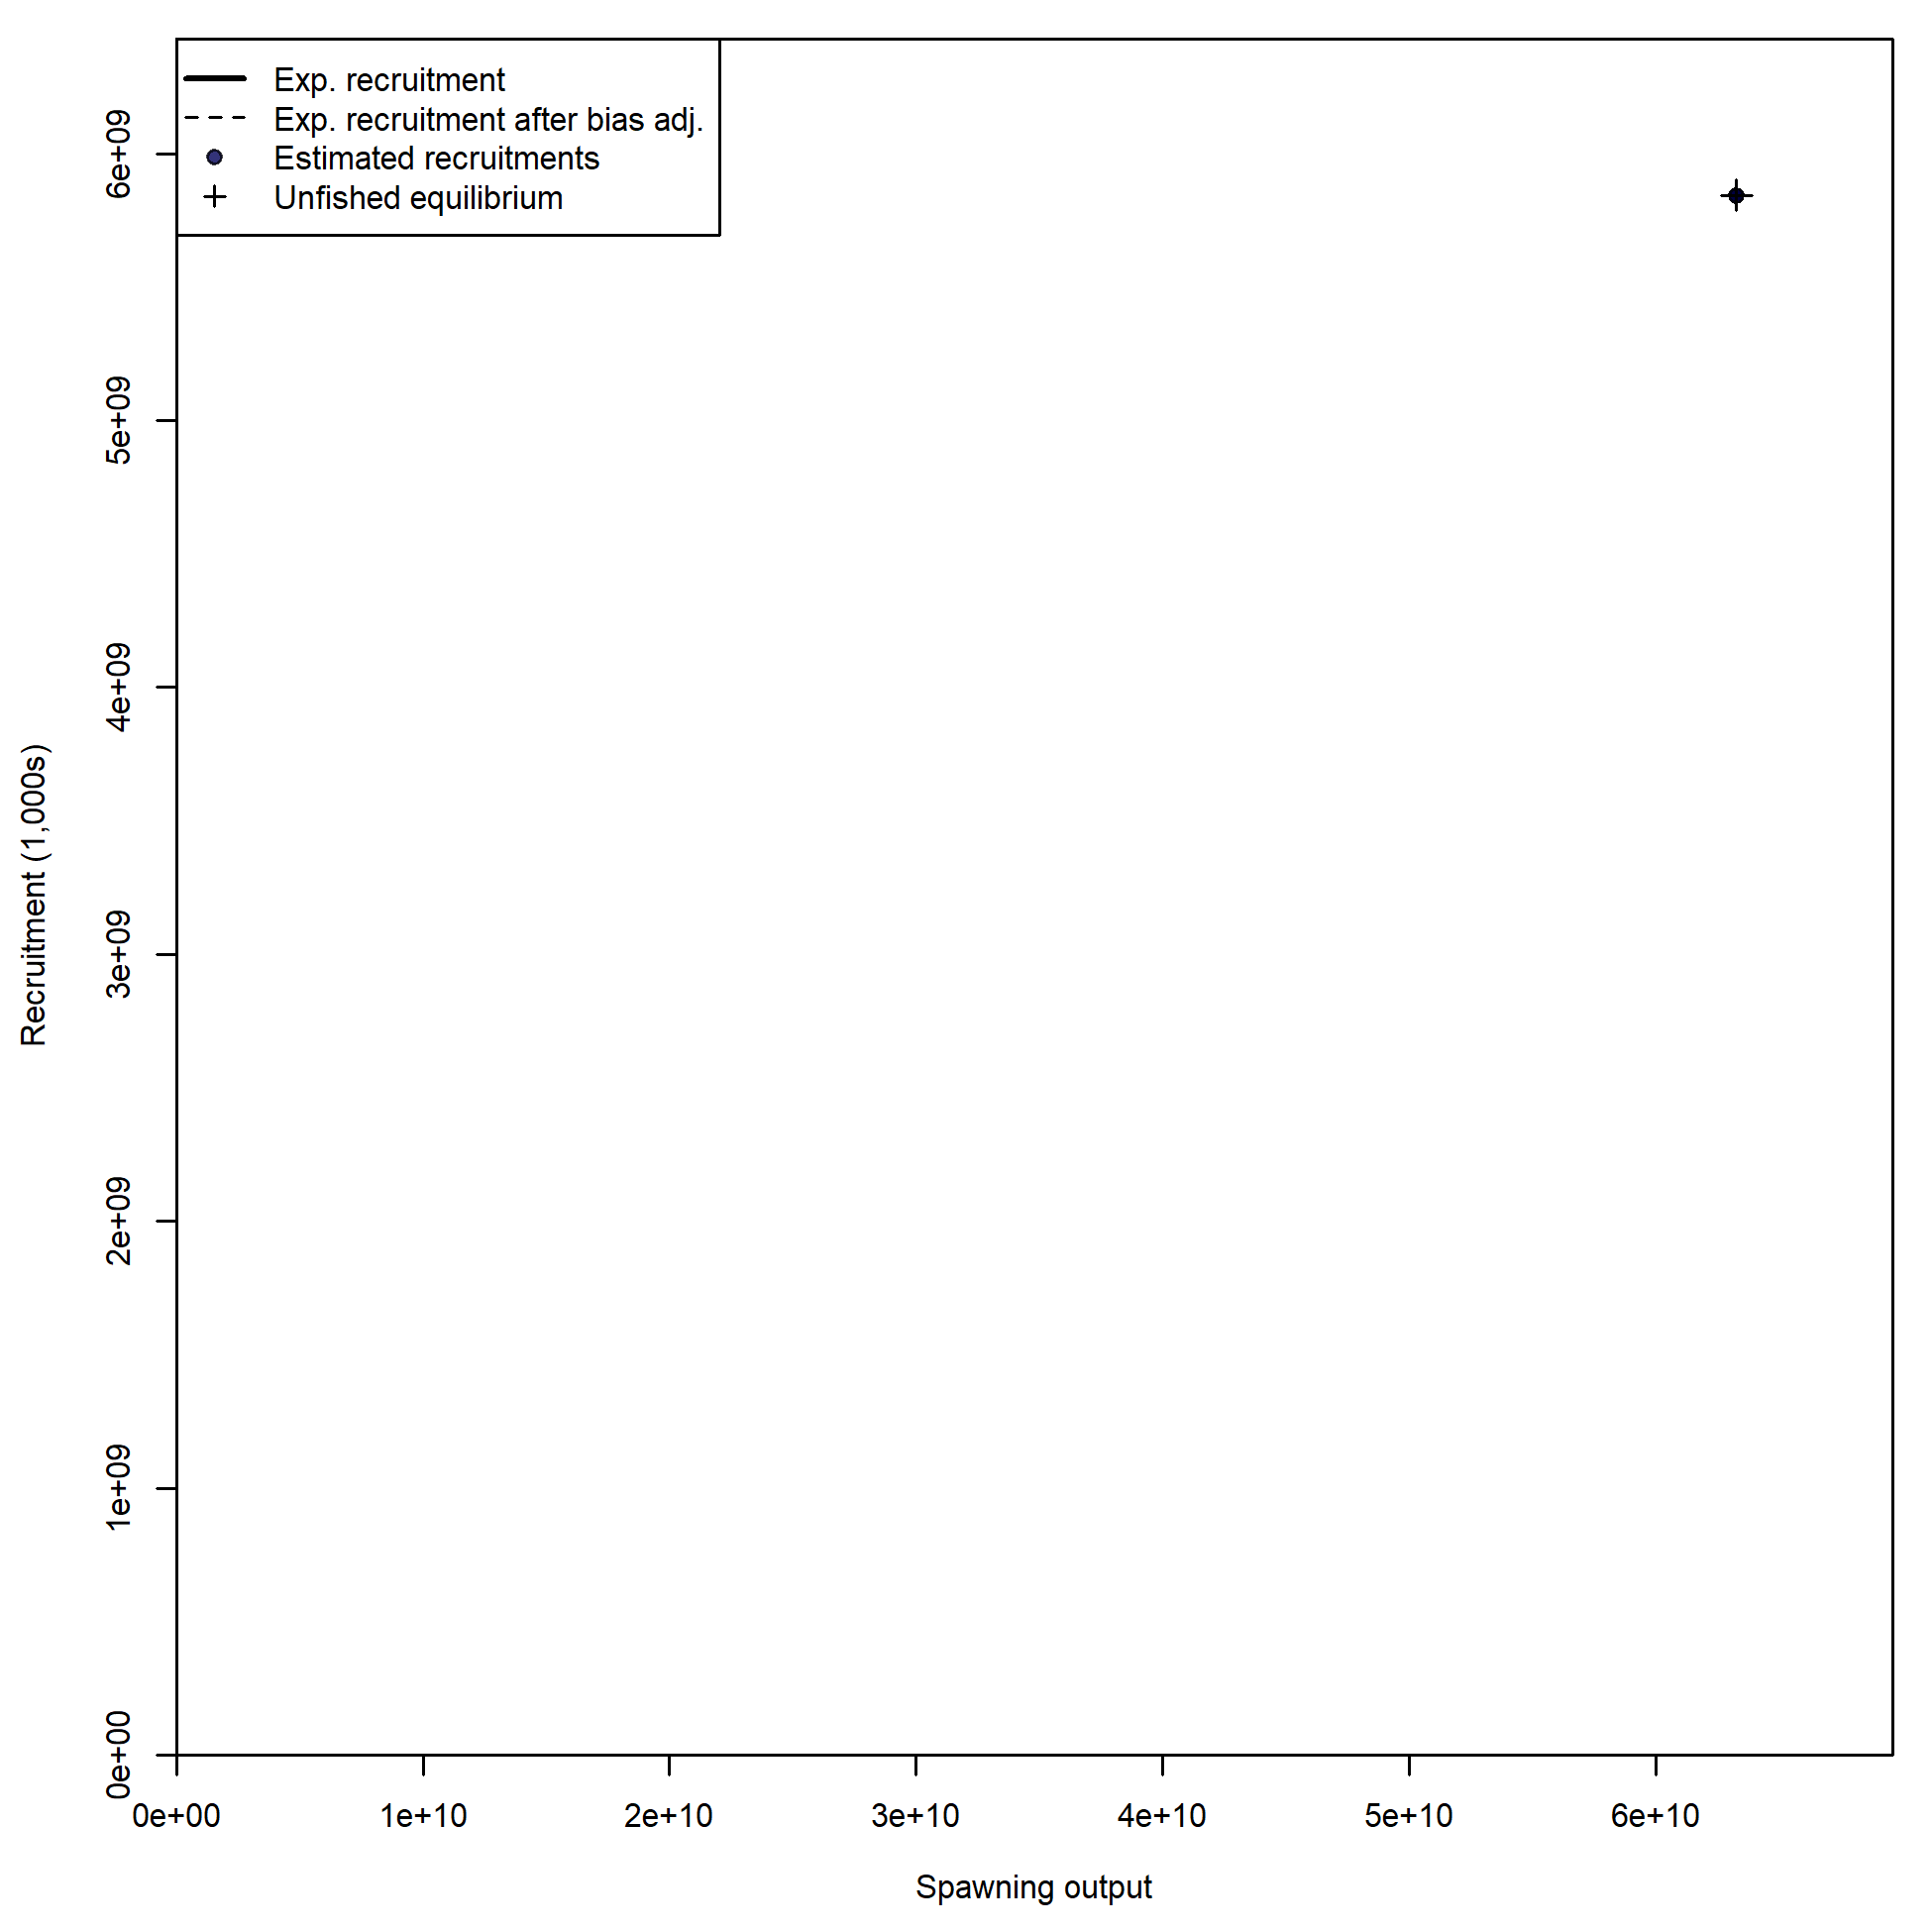 Exp. recruitment
Exp. recruitment after bias adj.
Estimated recruitments
Unfished equilibrium
6e+09
5e+09
4e+09
3e+09
2e+09
1e+09
0e+00
Recruitment (1,000s)
0e+00 1e+10 2e+10 3e+10 4e+10 5e+10 6e+10
Spawning output